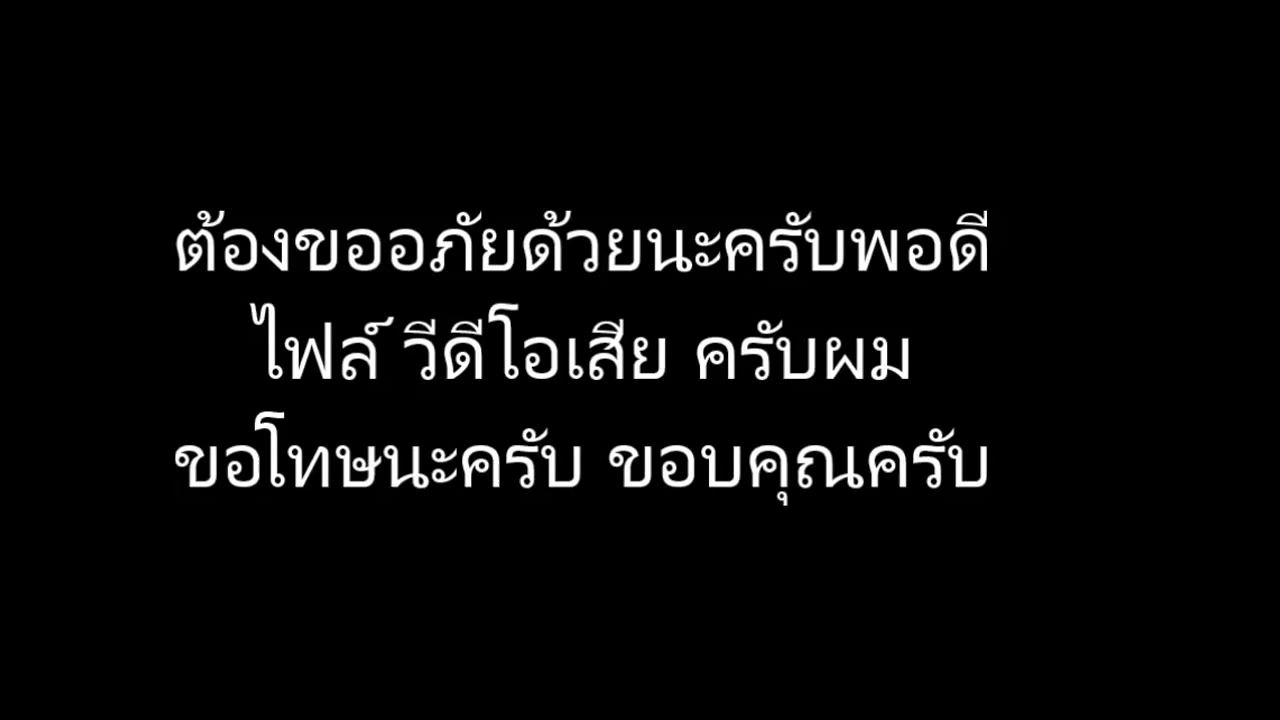 ต้องขออภัยด้วยนะครับพอดี
ไฟล์ วีดีโอเสีย ครับผม
ขอโทษนะครับ ขอบคุณครับ